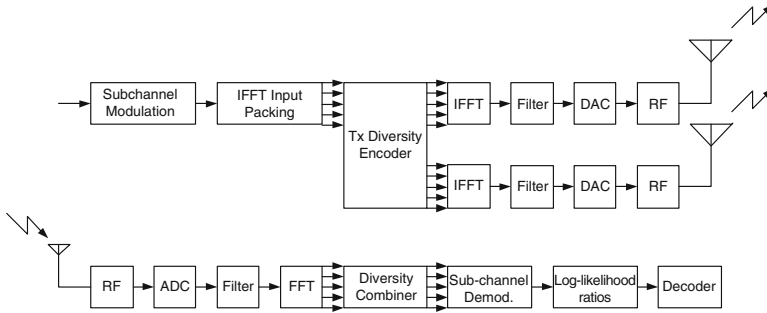 Subchannel
Modulation
IFFT Input
Packing
Tx Diversity
Encoder
IFFT
Filter
DAC
RF
IFFT
Filter
DAC
RF
RF
ADC
Filter
FFT
Diversity
Combiner
Sub-channel
Demod.
Log-likelihood
ratios
Decoder